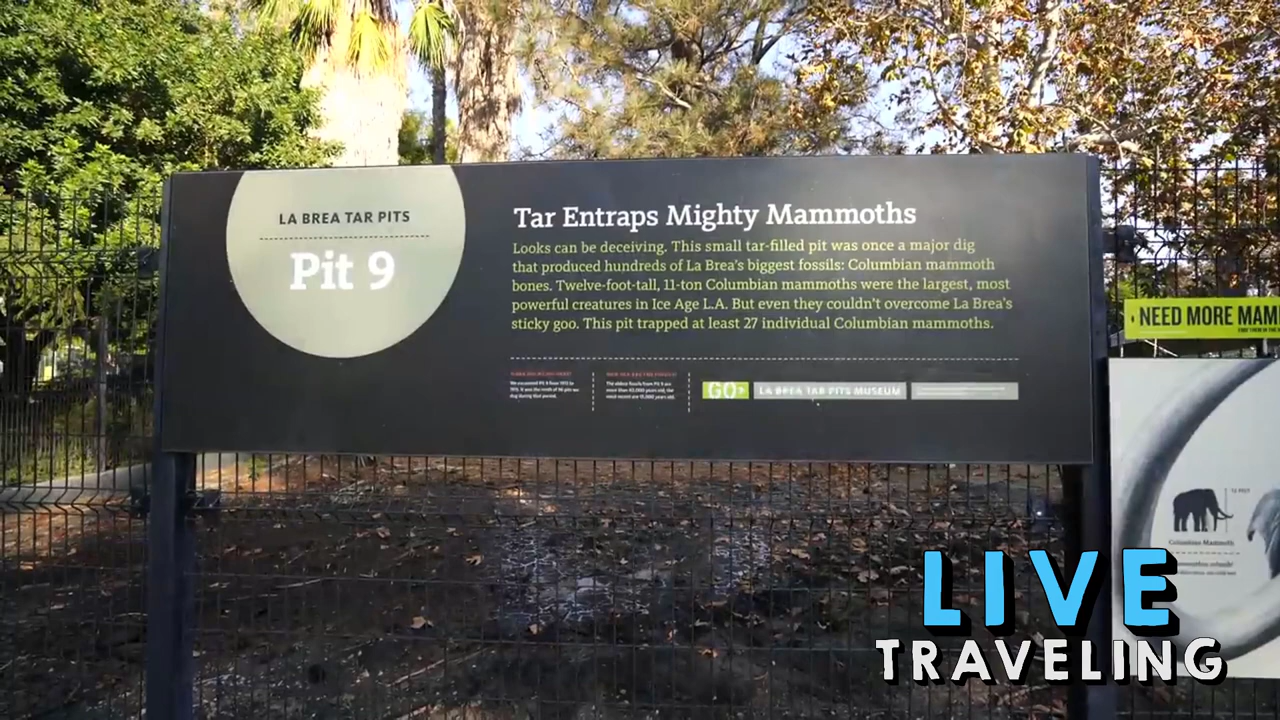 LA BREA TAR PITS
Pit 9
Tar Entraps Mighty Mammoths
Looks can be deceiving. This small tar-filled pit was once a major dig
that produced hundreds of La Brea's biggest fossils: Columbian mammoth
bones. Twelve-foot-tall, 11-ton Columbian mammoths were the largest, most
powerful creatures in Ice Age L.A. But even they couldn't overcome La Brea's
sticky goo. This pit trapped at least 27 individual Columbian mammoths.
GO
LA BREA TAR PITS MUSEUM
NEED MORE MAM
12 FEET
Columbian Mammoth
LIVE
TRAVELING